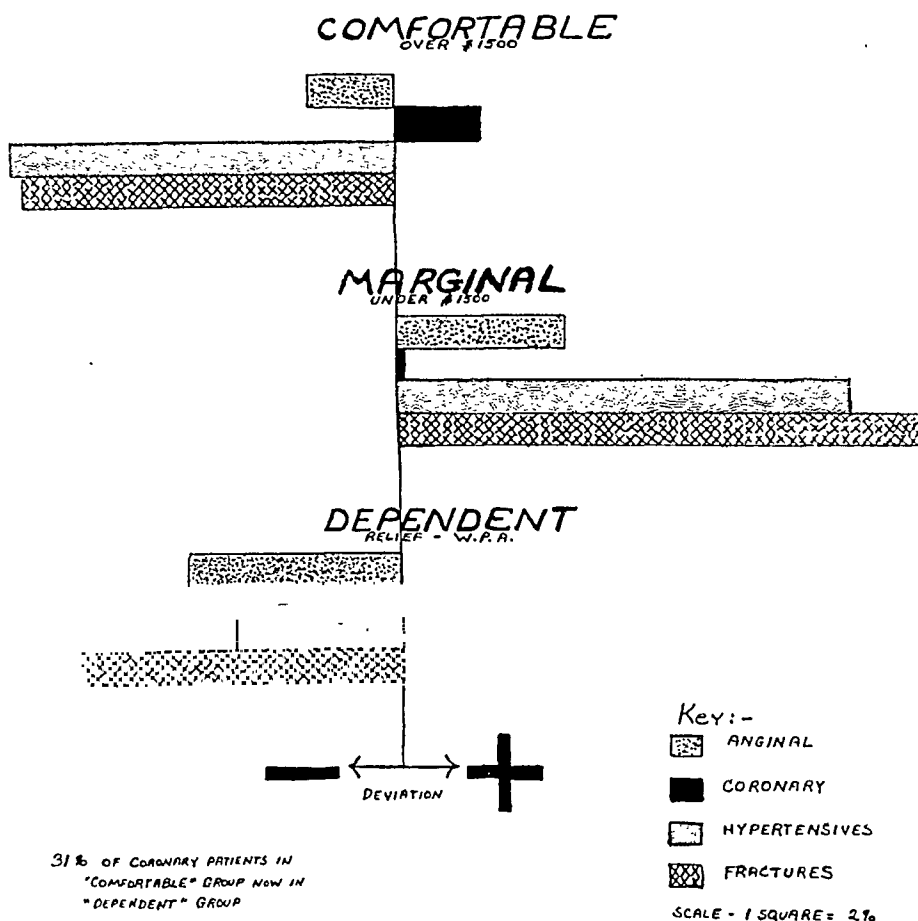 COMFORTABLE
OVER $1500
MARGINAL
UNDER $1500
DEPENDENT
RELIEF - W.P.A.
DEVIATION
Key:-
ANGINAL
CORONARY
HYPERTENSIVES
FRACTURES
SCALE - 1 SQUARE = 2%
31% OF CORONARY PATIENTS IN
"COMFORTABLE" GROUP NOW IN
"DEPENDENT" GROUP